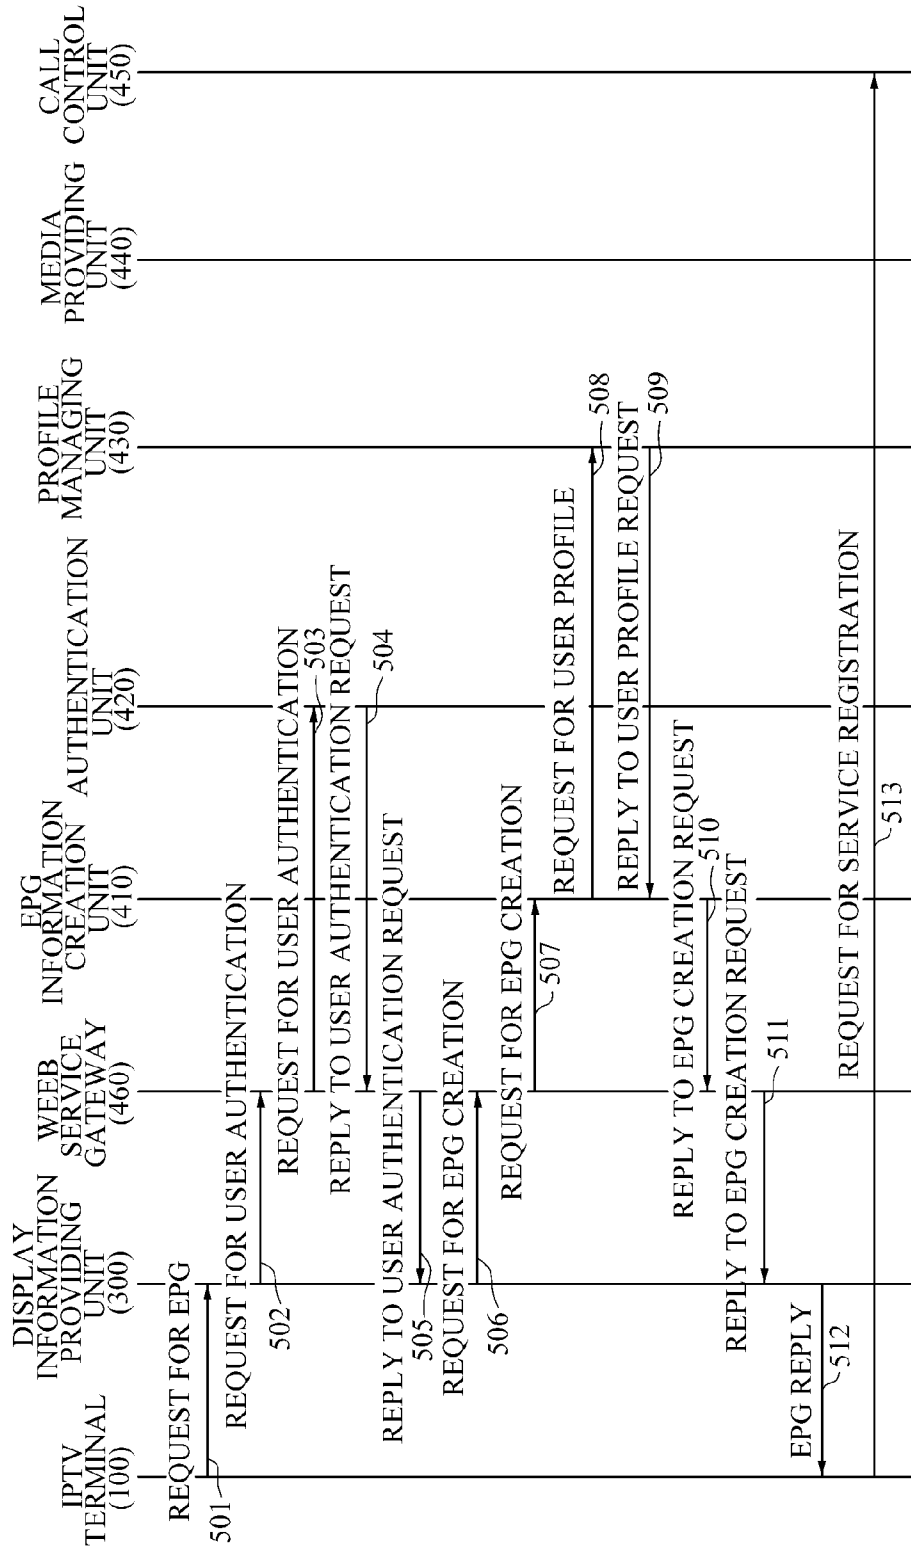 IPTV
TERMINAL
(100)
DISPLAY
INFORMATION
PROVIDING
UNIT
(300)
WEEB
SERVICE
GATEWAY
(460)
EPG
INFORMATION
CREATION
UNIT
(410)
AUTHENTICATION
UNIT
(420)
PROFILE
MANAGING
UNIT
(430)
MEDIA
PROVIDING
UNIT
(440)
CALL
CONTROL
UNIT
(450)
REQUEST FOR EPG
501
REQUEST FOR USER AUTHENTICATION
502
REQUEST FOR USER AUTHENTICATION
503
REPLY TO USER AUTHENTICATION REQUEST
504
REPLY TO USER AUTHENTICATION REQUEST
505
REQUEST FOR EPG CREATION
506
REQUEST FOR EPG CREATION
507
REQUEST FOR USER PROFILE
508
REPLY TO USER PROFILE REQUEST
509
REPLY TO EPG CREATION REQUEST
510
REPLY TO EPG CREATION REQUEST
511
EPG REPLY
512
REQUEST FOR SERVICE REGISTRATION
513